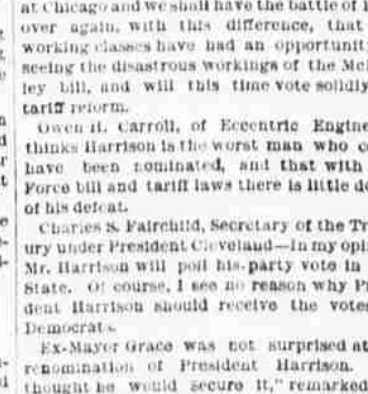 at Chicago and we shall have the battle of
over again, with this difference, that
working classes have had an opportunit
seeing the disastrous workings of the McK
ley bill, and will this time vote solidly
tariff reform.
Owen H. Carroll, of Eccentric Engine
thinks Harrison is the worst man who c
have been nominated, and that with
Force bill and tariff laws there is little d
of his defeat.
Charles S. Fairchild, Secretary of the Tr
ury under President Cleveland—In my opi
Mr. Harrison will poll his party vote in
State. Of course, I see no reason why P
dent Harrison should receive the votes
Democrats.
Ex-Mayor Grace was not surprised at
renomination of President Harrison.
thought he would secure it," remarked